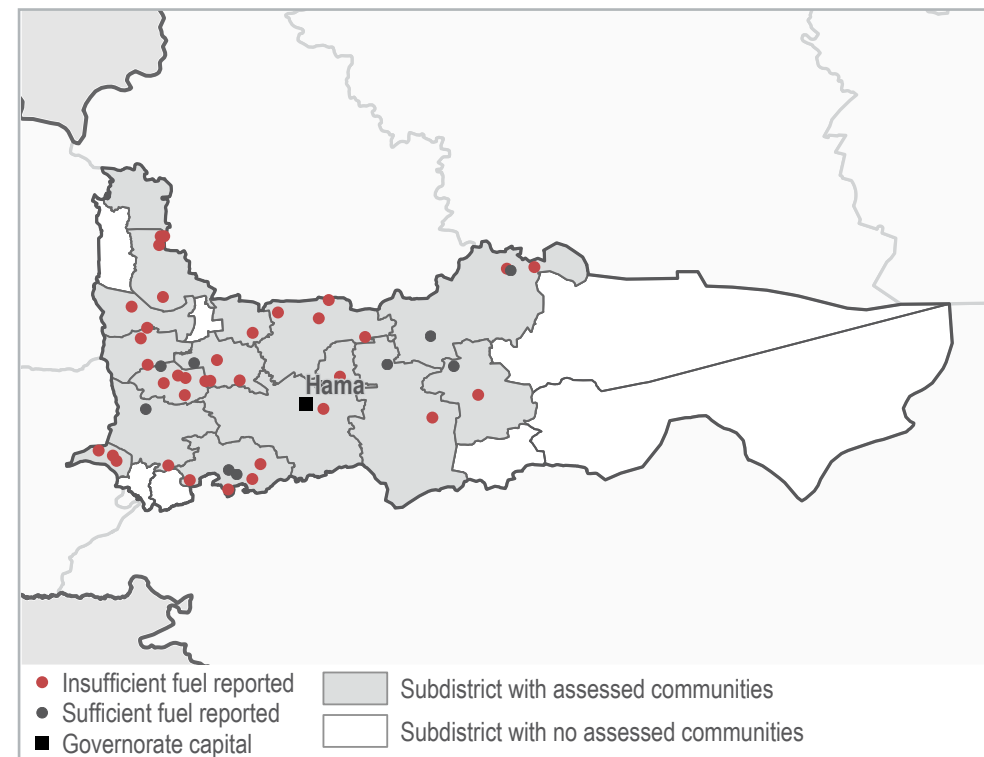 Hama
Insufficient fuel reported
Sufficient fuel reported
Governorate capital
Subdistrict with assessed communities
Subdistrict with no assessed communities